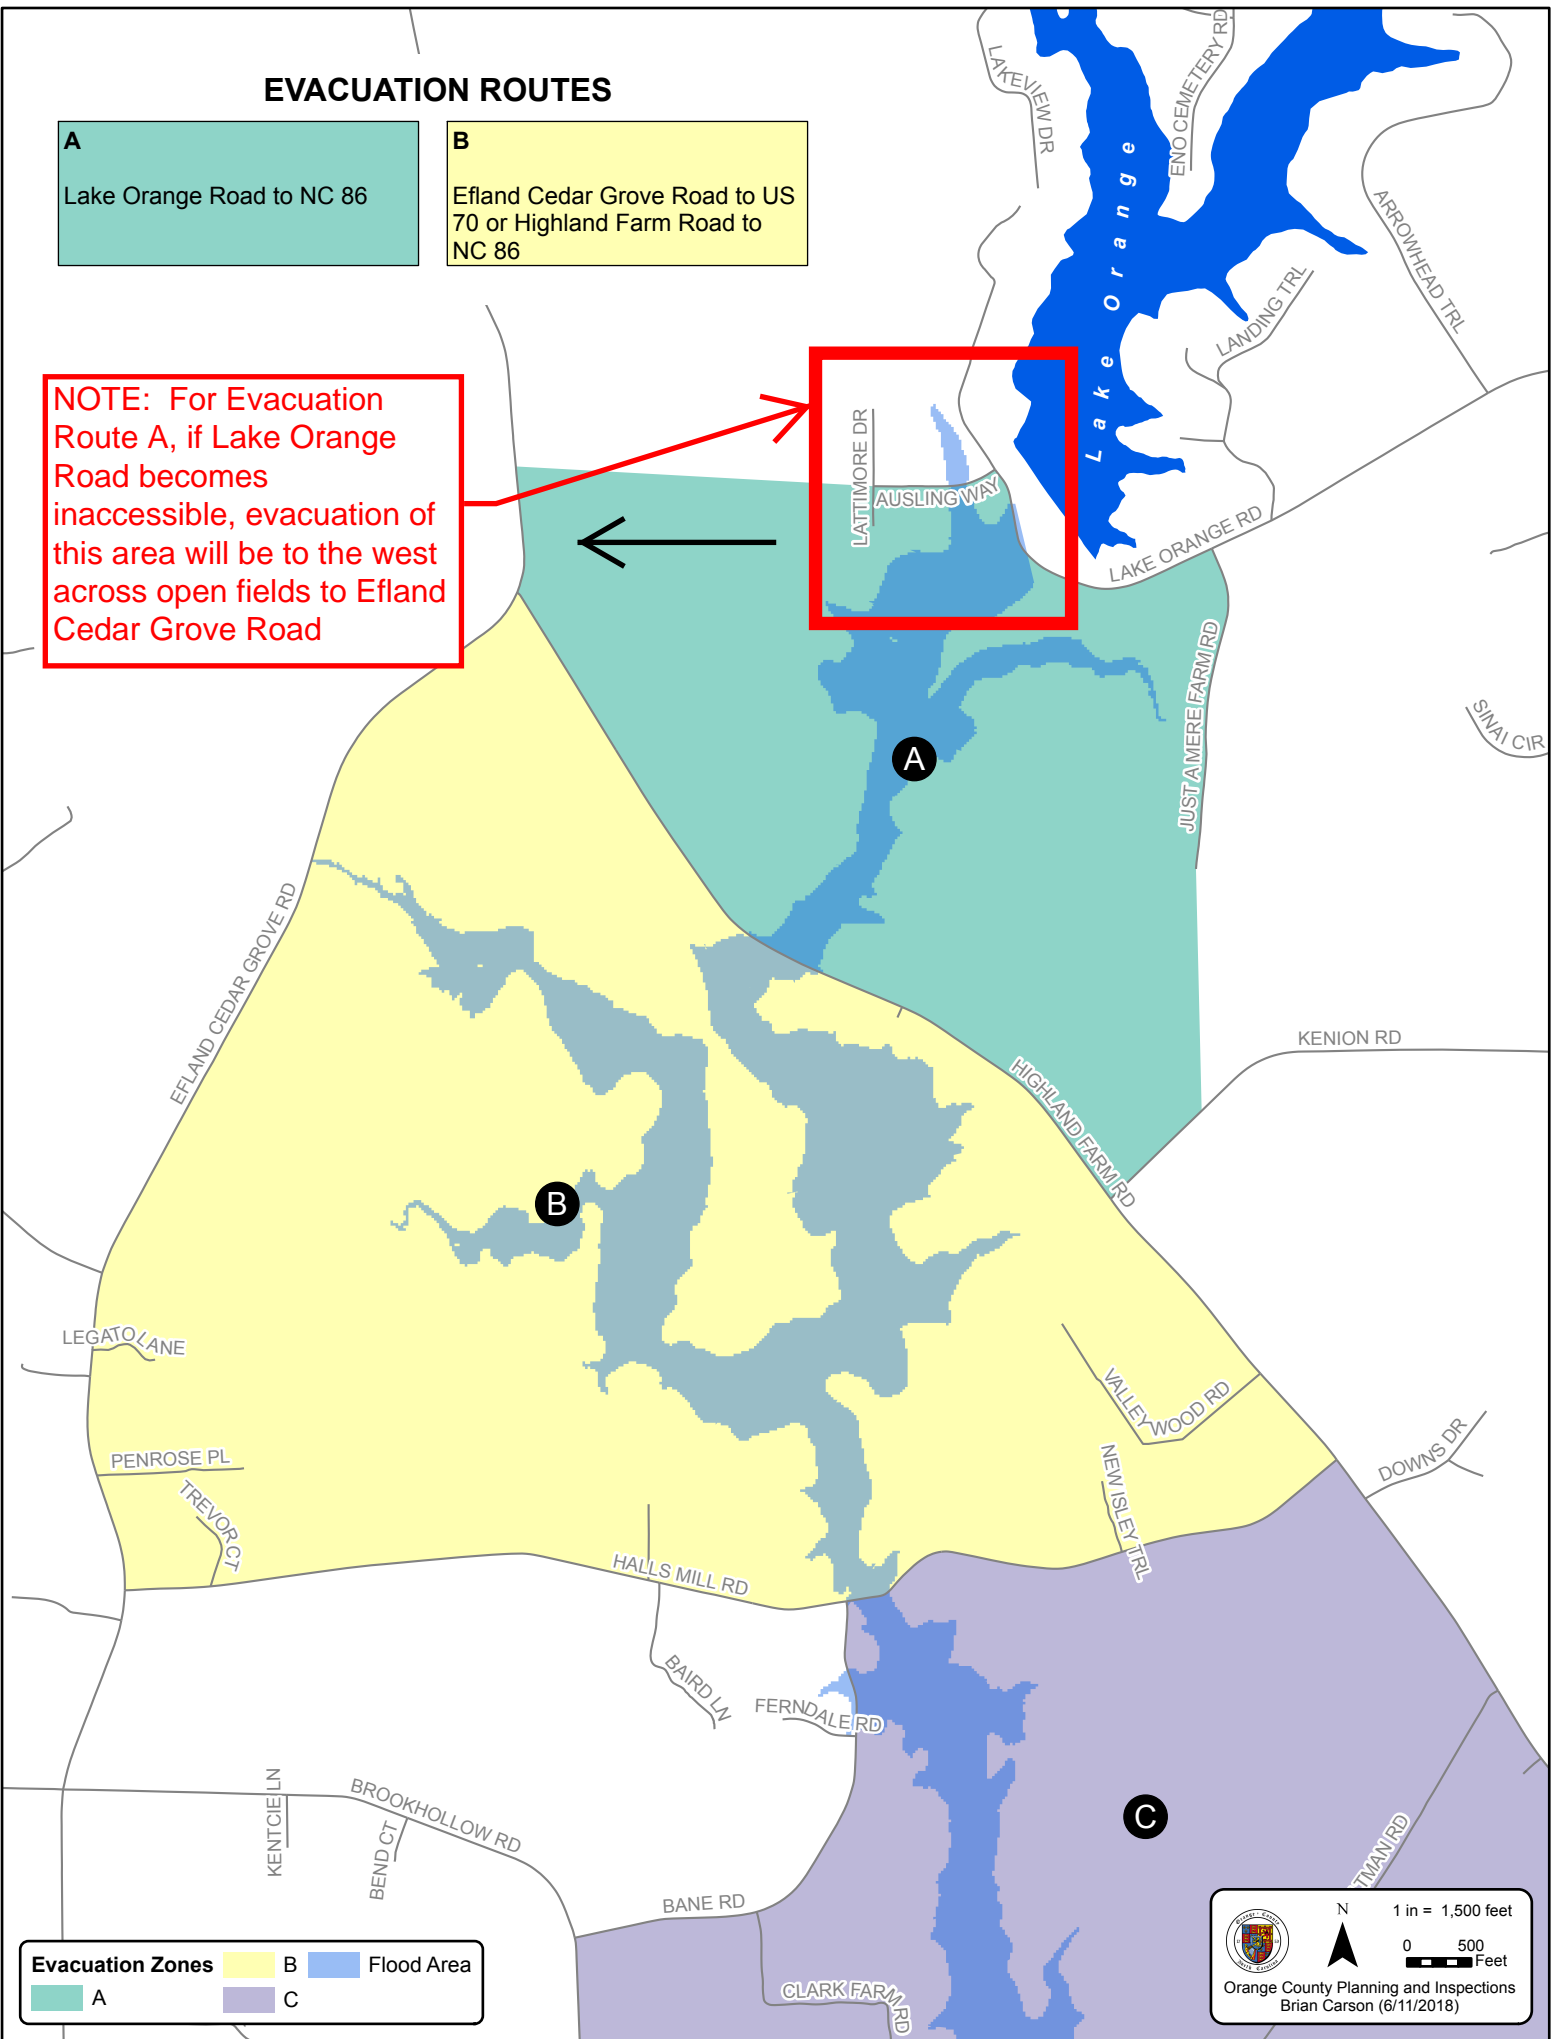 EVACUATION ROUTES
A
Lake Orange Road to NC 86
B
Efland Cedar Grove Road to US
70 or Highland Farm Road to
NC 86
NOTE: For Evacuation
Route A, if Lake Orange
Road becomes
inaccessible, evacuation of
this area will be to the west
across open fields to Efland
Cedar Grove Road
LAKEVIEW DR
ENO CEMETERY RD
Lake Orange
ARROWHEAD TRL
LANDING TRL
LATTIMORE DR
AUSLING WAY
LAKE ORANGE RD
JUST A MERE FARM RD
SINAI CIR
A
EFLAND CEDAR GROVE RD
KENION RD
HIGHLAND FARM RD
B
LEGATO LANE
VALLEY WOOD RD
PENROSE PL
TREVOR CT
NEW ISLEY TRL
DOWNS DR
HALLS MILL RD
BAIRD LN
FERNDALE RD
KENTCIE LN
BROOKHOLLOW RD
BEND CT
C
TMAN RD
BANE RD
CLARK FARM RD
Evacuation Zones
A
B
C
Flood Area
N
1 in = 1,500 feet
0 500
Feet
Orange County Planning and Inspections
Brian Carson (6/11/2018)